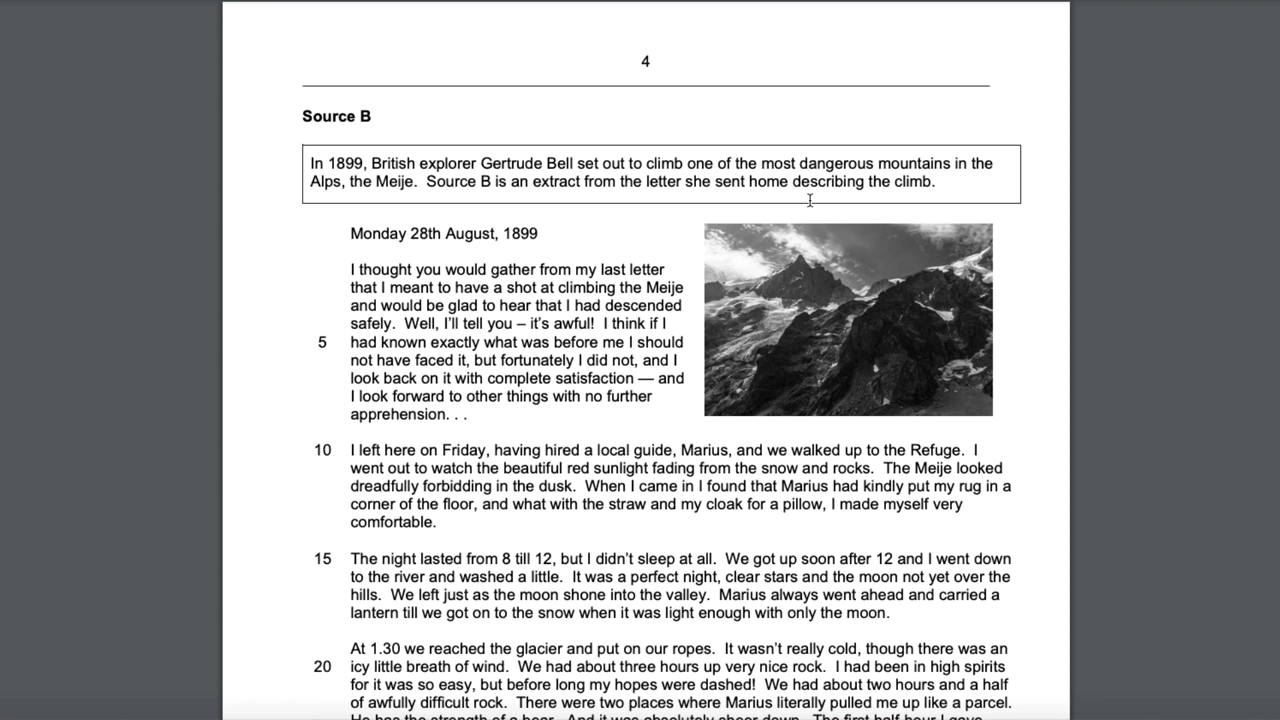 4
Source B
In 1899, British explorer Gertrude Bell set out to climb one of the most dangerous mountains in the
Alps, the Meije.  Source B is an extract from the letter she sent home describing the climb.
Monday 28th August, 1899
I thought you would gather from my last letter
that I meant to have a shot at climbing the Meije
and would be glad to hear that I had descended
safely.  Well, I'll tell you – it's awful!  I think if I
5 had known exactly what was before me I should
not have faced it, but fortunately I did not, and I
look back on it with complete satisfaction — and
I look forward to other things with no further
apprehension. . .
10 I left here on Friday, having hired a local guide, Marius, and we walked up to the Refuge.  I
went out to watch the beautiful red sunlight fading from the snow and rocks.  The Meije looked
dreadfully forbidding in the dusk.  When I came in I found that Marius had kindly put my rug in a
corner of the floor, and what with the straw and my cloak for a pillow, I made myself very
comfortable.
15 The night lasted from 8 till 12, but I didn't sleep at all.  We got up soon after 12 and I went down
to the river and washed a little.  It was a perfect night, clear stars and the moon not yet over the
hills.  We left just as the moon shone into the valley.  Marius always went ahead and carried a
lantern till we got on to the snow when it was light enough with only the moon.
At 1.30 we reached the glacier and put on our ropes.  It wasn't really cold, though there was an
20 icy little breath of wind.  We had about three hours up very nice rock.  I had been in high spirits
for it was so easy, but before long my hopes were dashed!  We had about two hours and a half
of awfully difficult rock.  There were two places where Marius literally pulled me up like a parcel.
He has the strength of a bear.  And it was absolutely sheer down.  The first half hour I gave